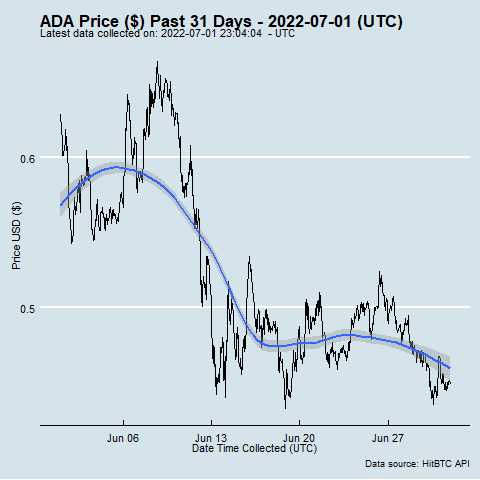 ADA Price ($) Past 31 Days - 2022-07-01 (UTC)
Latest data collected on: 2022-07-01 23:04:04  - UTC
Price USD ($)
0.6
0.5
Jun 06
Jun 13
Jun 20
Jun 27
Date Time Collected (UTC)
Data source: HitBTC API